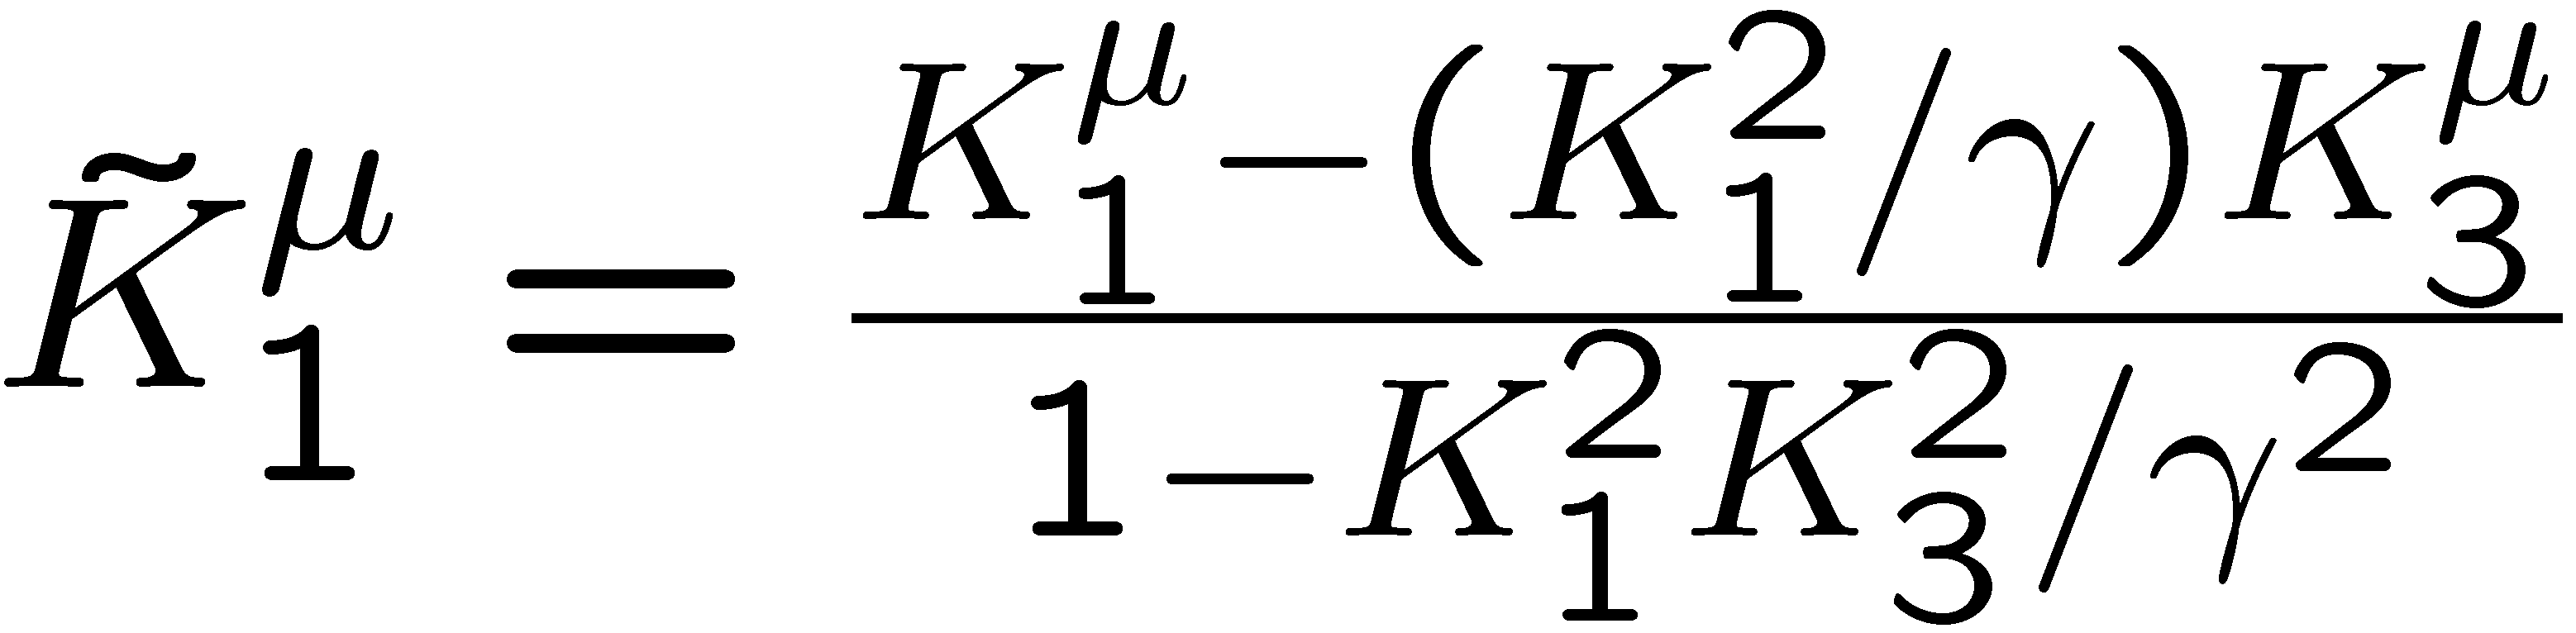 \tilde{K}_1^\mu = \frac{K_1^\mu - (K_1^2/\gamma) K_3^\mu}{1 - K_1^2 K_3^2/\gamma^2}